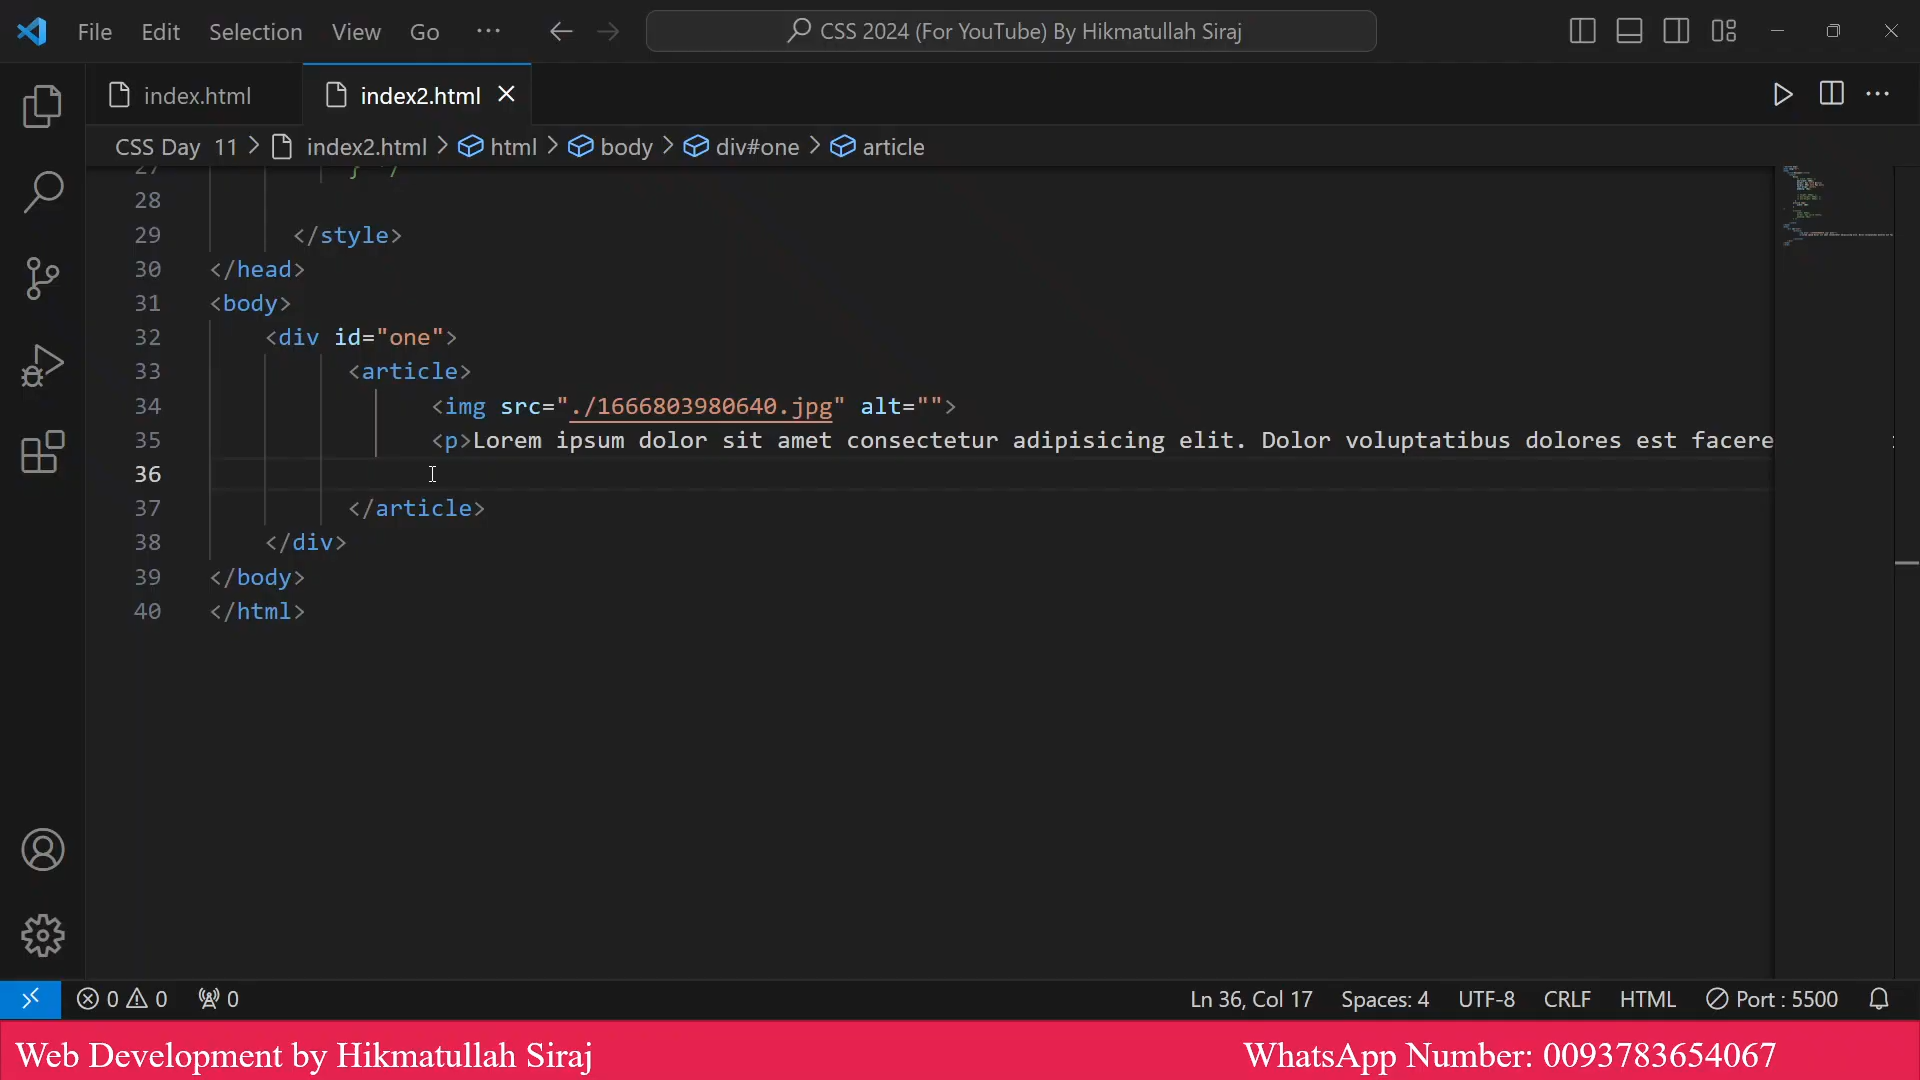 File Edit Selection View Go ··· CSS 2024 (For YouTube) By Hikmatullah Siraj
index.html index2.html
CSS Day 11 > index2.html > html > body > div#one > article
27 } */
28
29 </style>
30 </head>
31 <body>
32 <div id="one">
33 <article>
34 <img src="./1666803980640.jpg" alt="">
35 <p>Lorem ipsum dolor sit amet consectetur adipisicing elit. Dolor voluptatibus dolores est facere
36
37 </article>
38 </div>
39 </body>
40 </html>
0 0 0 Ln 36, Col 17 Spaces: 4 UTF-8 CRLF HTML Port : 5500
Web Development by Hikmatullah Siraj WhatsApp Number: 0093783654067